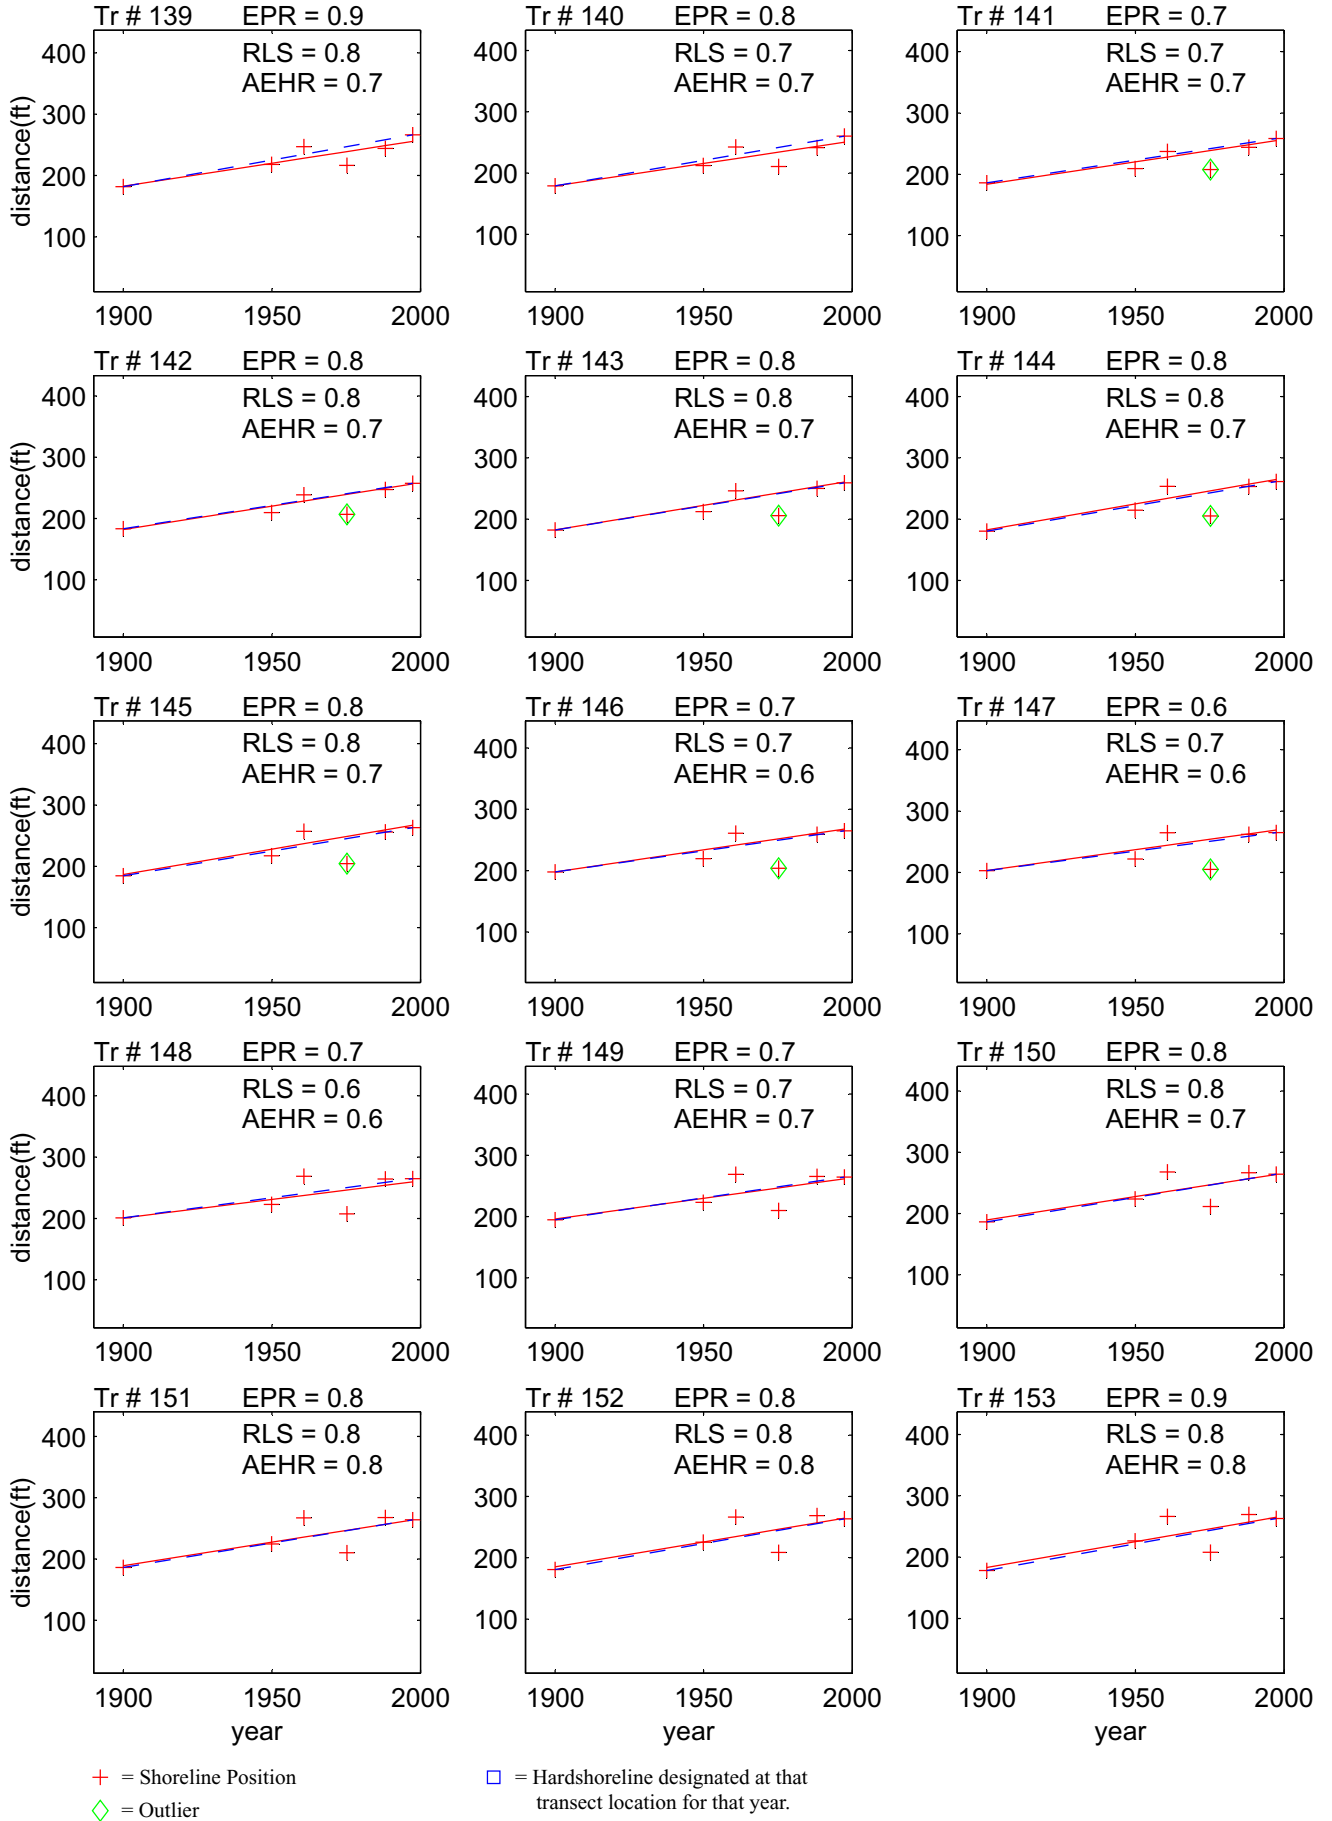 Tr # 139 EPR = 0.9 Tr # 140 EPR = 0.8 Tr # 141 EPR = 0.7
RLS = 0.8 RLS = 0.7 RLS = 0.7
AEHR = 0.7 AEHR = 0.7 AEHR = 0.7
400 400 400
300 300 300
200 200 200
100 100 100
distance(ft)
1900 1950 2000 1900 1950 2000 1900 1950 2000
Tr # 142 EPR = 0.8 Tr # 143 EPR = 0.8 Tr # 144 EPR = 0.8
RLS = 0.8 RLS = 0.8 RLS = 0.8
AEHR = 0.7 AEHR = 0.7 AEHR = 0.7
400 400 400
300 300 300
200 200 200
100 100 100
distance(ft)
1900 1950 2000 1900 1950 2000 1900 1950 2000
Tr # 145 EPR = 0.8 Tr # 146 EPR = 0.7 Tr # 147 EPR = 0.6
RLS = 0.8 RLS = 0.7 RLS = 0.7
AEHR = 0.7 AEHR = 0.6 AEHR = 0.6
400 400 400
300 300 300
200 200 200
100 100 100
distance(ft)
1900 1950 2000 1900 1950 2000 1900 1950 2000
Tr # 148 EPR = 0.7 Tr # 149 EPR = 0.7 Tr # 150 EPR = 0.8
RLS = 0.6 RLS = 0.7 RLS = 0.8
AEHR = 0.6 AEHR = 0.7 AEHR = 0.7
400 400 400
300 300 300
200 200 200
100 100 100
distance(ft)
1900 1950 2000 1900 1950 2000 1900 1950 2000
Tr # 151 EPR = 0.8 Tr # 152 EPR = 0.8 Tr # 153 EPR = 0.9
RLS = 0.8 RLS = 0.8 RLS = 0.8
AEHR = 0.8 AEHR = 0.8 AEHR = 0.8
400 400 400
300 300 300
200 200 200
100 100 100
distance(ft)
1900 1950 2000 1900 1950 2000 1900 1950 2000
year year year
= Shoreline Position = Hardshoreline designated at that
transect location for that year.
= Outlier